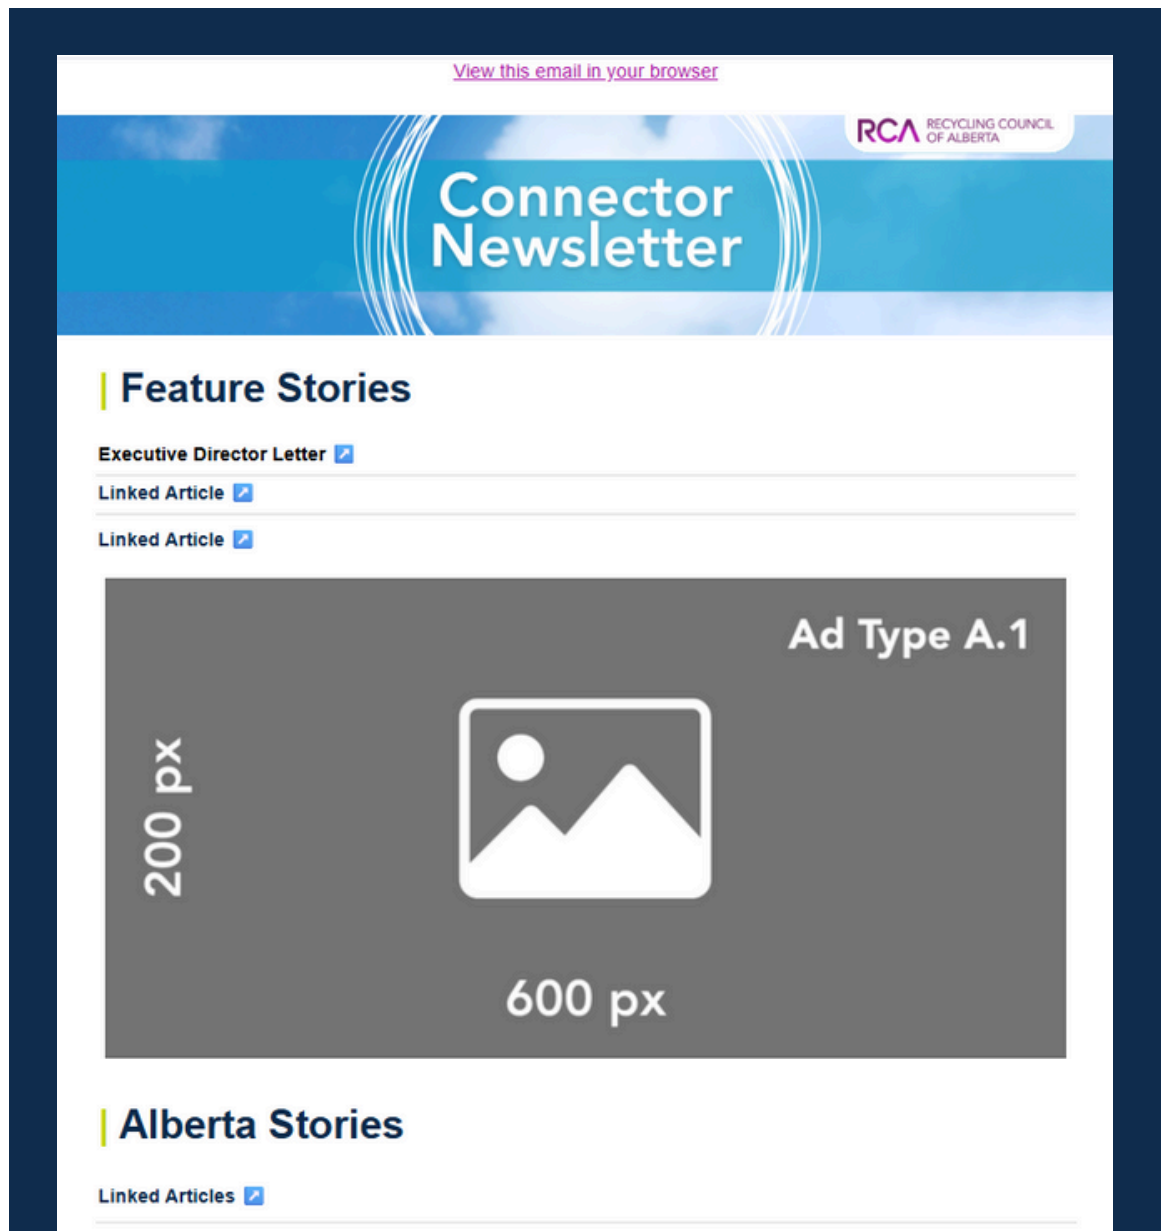 View this email in your browser
RCA RECYCLING COUNCIL
OF ALBERTA
Connector
Newsletter
Feature Stories
Executive Director Letter
Linked Article
Linked Article
Ad Type A.1
200 px
600 px
Alberta Stories
Linked Articles